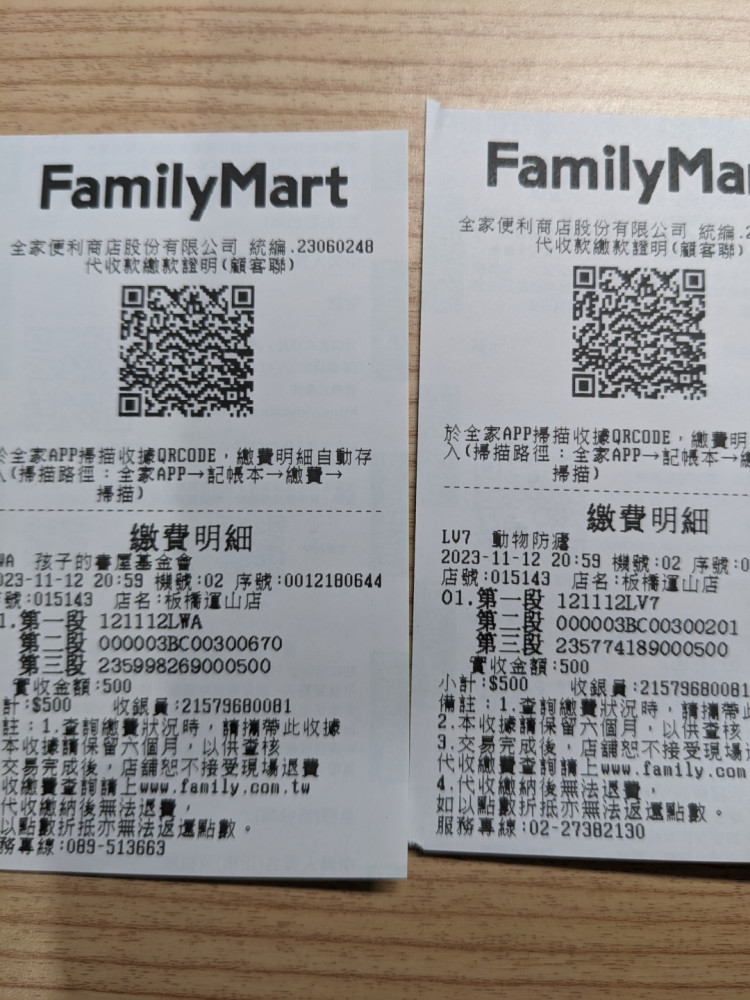 FamilyMart
全家便利商店股份有限公司 統編.23060248
代收款繳款證明(顧客聯)
全家APP掃描收據QRCODE，繳費明細自動存
入(掃描路徑：全家APP→記帳本→繳費→
掃描)
繳費明細
WA 孩子的書屋基金會
023-11-12 20:59 機號:02 序號:0012180644
號:015143 店名:板橋運山店
1.第一段 121112LWA
第二段 000003BC00300670
第三段 235998269000500
實收金額:500
計:$500 收銀員:21579680081
註：1.查詢繳費狀況時，請攜帶此收據
本收據請保留六個月，以供查核
交易完成後，店舖恕不接受現場退費
收繳費查詢請上www.family.com.tw
代收繳納後無法退費，
以點數折抵亦無法返還點數。
務專線:089-513663
FamilyMa
全家便利商店股份有限公司 統編.2
代收款繳款證明(顧客聯)
於全家APP掃描收據QRCODE，繳費明
入(掃描路徑：全家APP→記帳本→
掃描)
繳費明細
LV7 動物防瘧
2023-11-12 20:59 機號:02 序號:0
店號:015143 店名:板橋運山店
01.第一段 121112LV7
第二段 000003BC00300201
第三段 235774189000500
實收金額:500
小計:$500 收銀員:21579680081
備註：1.查詢繳費狀況時，請攜帶此
2.本收據請保留六個月，以供查核
3.交易完成後，店舖恕不接受現場
代收繳費查詢請上www.family.com
4.代收繳納後無法退費，
如以點數折抵亦無法返還點數。
服務專線:02-27382130